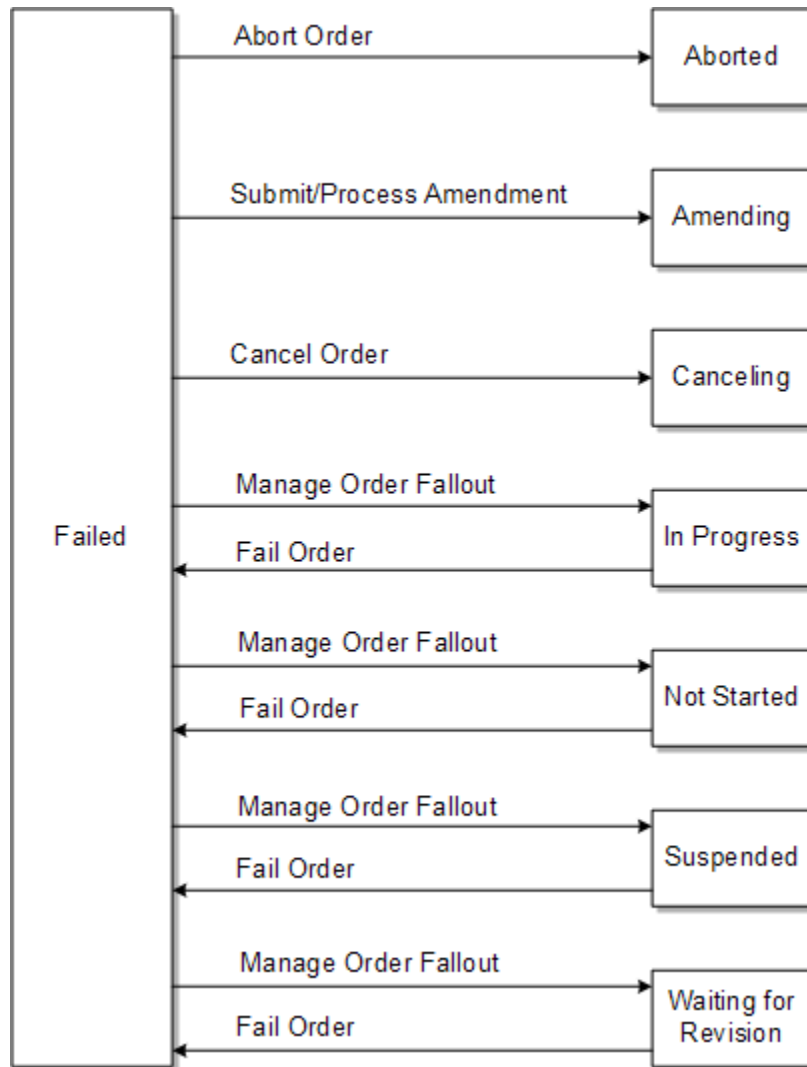 Abort Order
Aborted
Submit/Process Amendment
Amending
Cancel Order
Canceling
Manage Order Fallout
Failed
In Progress
Fail Order
Manage Order Fallout
Not Started
Fail Order
Manage Order Fallout
Suspended
Fail Order
Manage Order Fallout
Waiting for
Revision
Fail Order